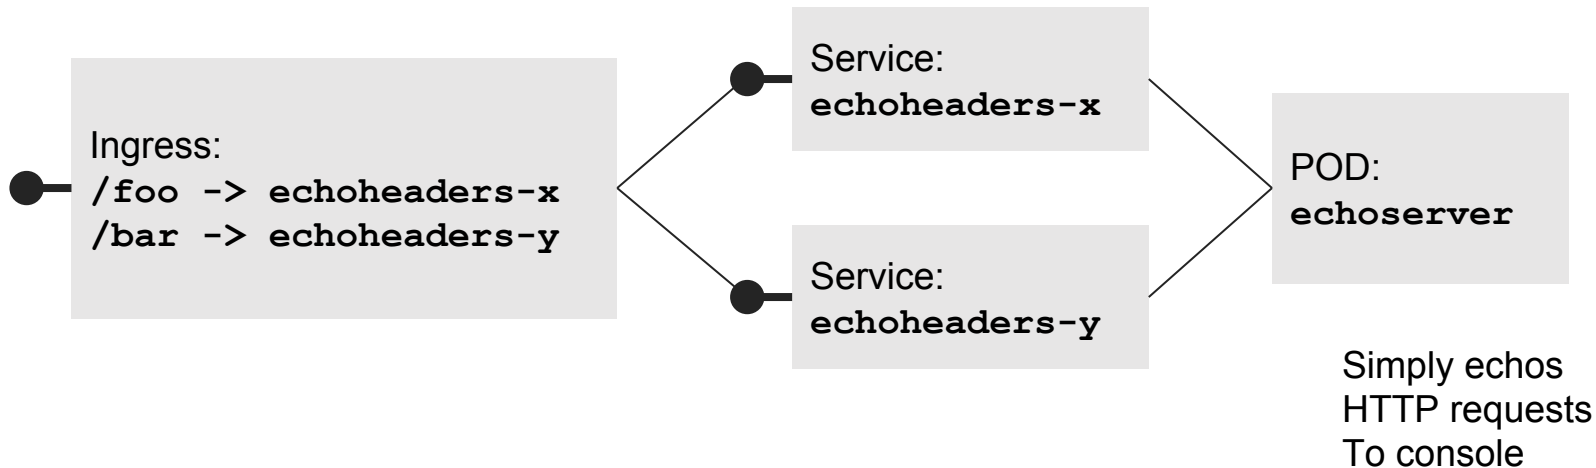 Ingress:
/foo -> echoheaders-x
/bar -> echoheaders-y
Service:
echoheaders-x
Service:
echoheaders-y
POD:
echoserver
Simply echos
HTTP requests
To console